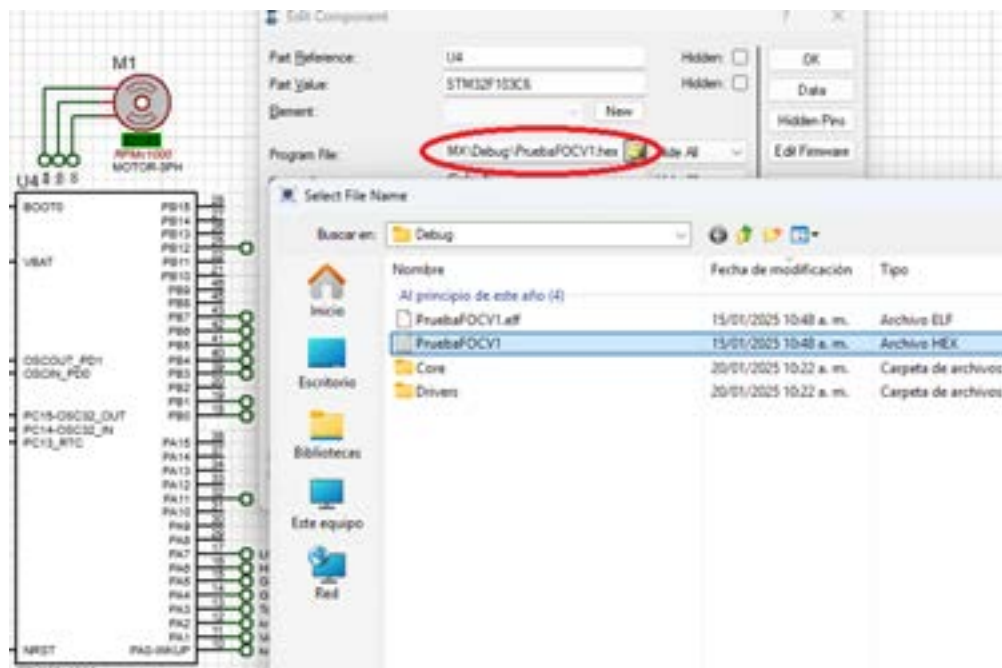 Edit Component
? ×
Part Reference: U4 Hidden: OK
Part Value: STM32F103C6 Hidden: Data
Element: New Hidden Pins
Program File: MX\Debug\PruebaFOCV1.hex Hide All Edit Firmware
M1
RPM=1000
MOTOR-3PH
U4
BOOT0
VBAT
OSCOUT_PD1
OSCIN_PD0
PC15-OSC32_OUT
PC14-OSC32_IN
PC13_RTC
NRST
PB15
PB14
PB13
PB12
PB11
PB10
PB9
PB8
PB7
PB6
PB5
PB4
PB3
PB2
PB1
PB0
PA15
PA14
PA13
PA12
PA11
PA10
PA9
PA8
PA7
PA6
PA5
PA4
PA3
PA2
PA1
PA0-WKUP
Select File Name
Buscar en: Debug
Nombre Fecha de modificación Tipo
Al principio de este año (4)
PruebaFOCV1.elf 15/01/2025 10:48 a. m. Archivo ELF
PruebaFOCV1 15/01/2025 10:48 a. m. Archivo HEX
Core 20/01/2025 10:22 a. m. Carpeta de archivos
Drivers 20/01/2025 10:22 a. m. Carpeta de archivos
Inicio
Escritorio
Bibliotecas
Este equipo
Red